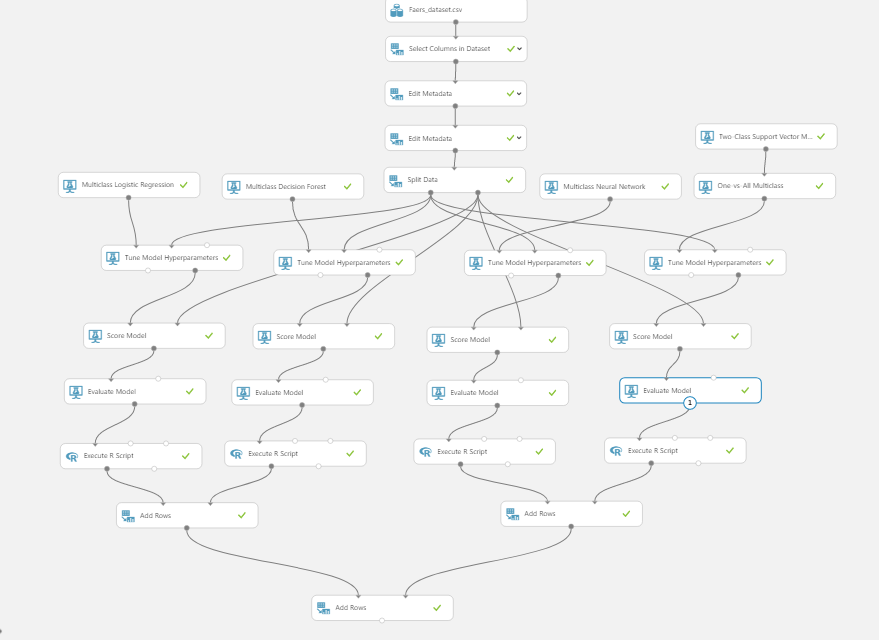 Faers_dataset.csv
Select Columns in Dataset
Edit Metadata
Edit Metadata
Two-Class Support Vector M...
Split Data
Multiclass Logistic Regression
Multiclass Decision Forest
Multiclass Neural Network
One-vs-All Multiclass
Tune Model Hyperparameters
Tune Model Hyperparameters
Tune Model Hyperparameters
Tune Model Hyperparameters
Score Model
Score Model
Score Model
Score Model
Evaluate Model
Evaluate Model
Evaluate Model
Evaluate Model
1
Execute R Script
Execute R Script
Execute R Script
Execute R Script
Add Rows
Add Rows
Add Rows